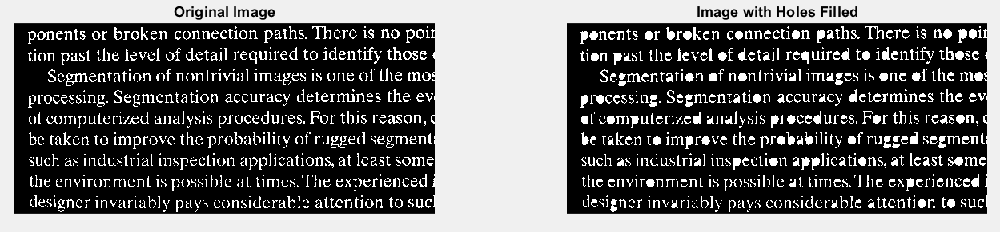 Original Image
ponents or broken connection paths. There is no poin
tion past the level of detail required to identify those
Segmentation of nontrivial images is one of the mos
processing. Segmentation accuracy determines the ev
of computerized analysis procedures. For this reason, c
be taken to improve the probability of rugged segment
such as industrial inspection applications, at least some
the environment is possible at times. The experienced i
designer invariably pays considerable attention to such
Image with Holes Filled
ponents or broken connection paths. There is no poin
tion past the level of detail required to identify those
Segmentation of nontrivial images is one of the mos
processing. Segmentation accuracy determines the ev
of computerized analysis procedures. For this reason, c
be taken to improve the probability of rugged segment
such as industrial inspection applications, at least some
the environment is possible at times. The experienced i
designer invariably pays considerable attention to such